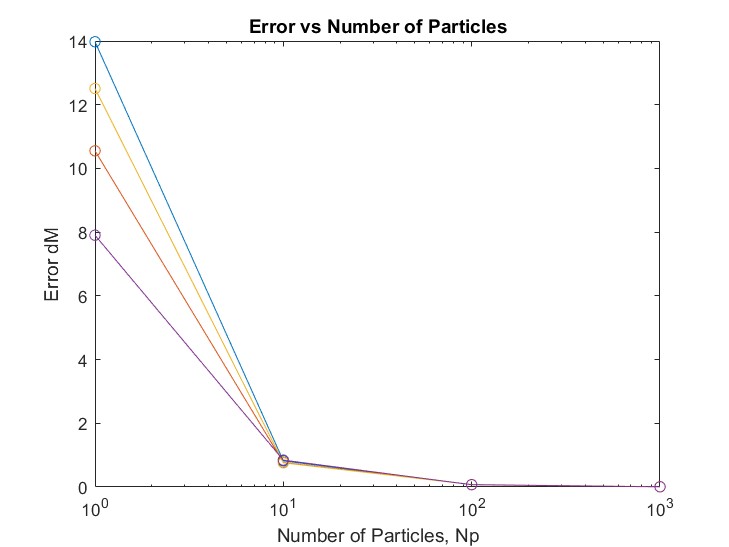 Error vs Number of Particles
14
12
10
8
6
4
2
0
Error dM
10^0 10^1 10^2 10^3
Number of Particles, Np